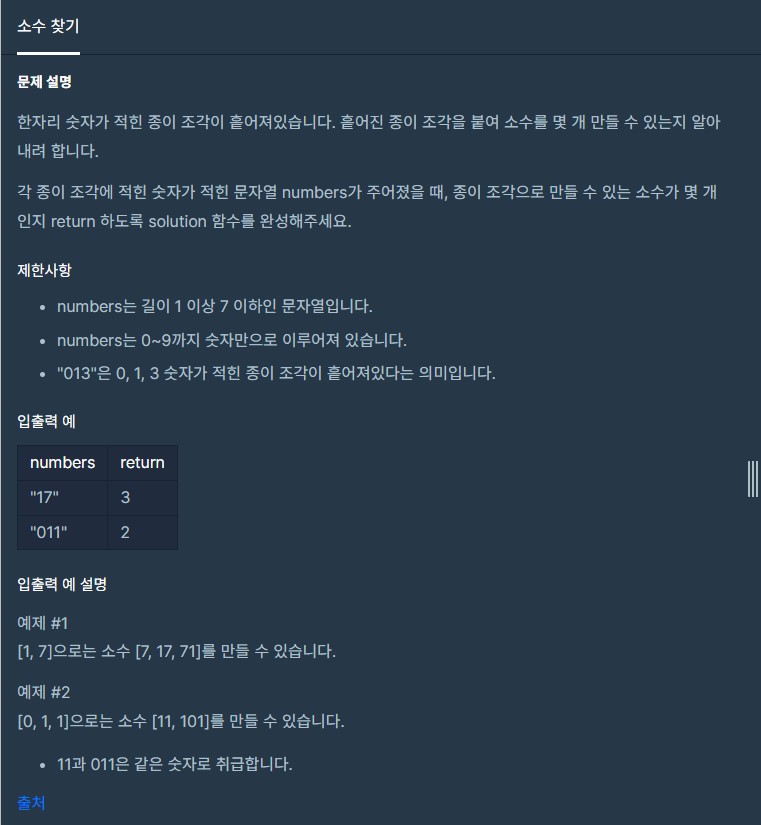 소수 찾기
문제 설명
한자리 숫자가 적힌 종이 조각이 흩어져있습니다. 흩어진 종이 조각을 붙여 소수를 몇 개 만들 수 있는지 알아
내려 합니다.
각 종이 조각에 적힌 숫자가 적힌 문자열 numbers가 주어졌을 때, 종이 조각으로 만들 수 있는 소수가 몇 개
인지 return 하도록 solution 함수를 완성해주세요.
제한사항
• numbers는 길이 1 이상 7 이하인 문자열입니다.
• numbers는 0~9까지 숫자만으로 이루어져 있습니다.
• "013"은 0, 1, 3 숫자가 적힌 종이 조각이 흩어져있다는 의미입니다.
입출력 예
numbers return
"17" 3
"011" 2
입출력 예 설명
예제 #1
[1, 7]으로는 소수 [7, 17, 71]를 만들 수 있습니다.
예제 #2
[0, 1, 1]으로는 소수 [11, 101]를 만들 수 있습니다.
• 11과 011은 같은 숫자로 취급합니다.
출처